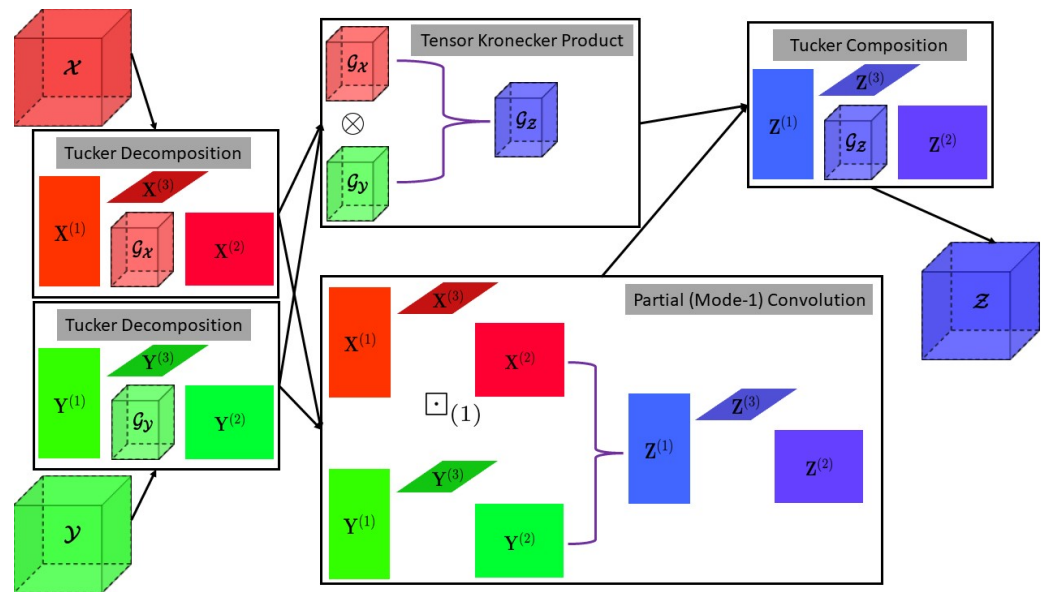 𝒳
Tucker Decomposition
X^(1)
X^(3)
𝒢_𝒳
X^(2)
Tucker Decomposition
Y^(1)
Y^(3)
𝒢_𝒴
Y^(2)
𝒴
Tensor Kronecker Product
𝒢_𝒳
⊗
𝒢_𝒴
𝒢_𝒵
Partial (Mode-1) Convolution
X^(1)
X^(3)
X^(2)
⊡_(1)
Y^(1)
Y^(3)
Y^(2)
Z^(1)
Z^(3)
Z^(2)
Tucker Composition
Z^(1)
Z^(3)
𝒢_𝒵
Z^(2)
𝒵